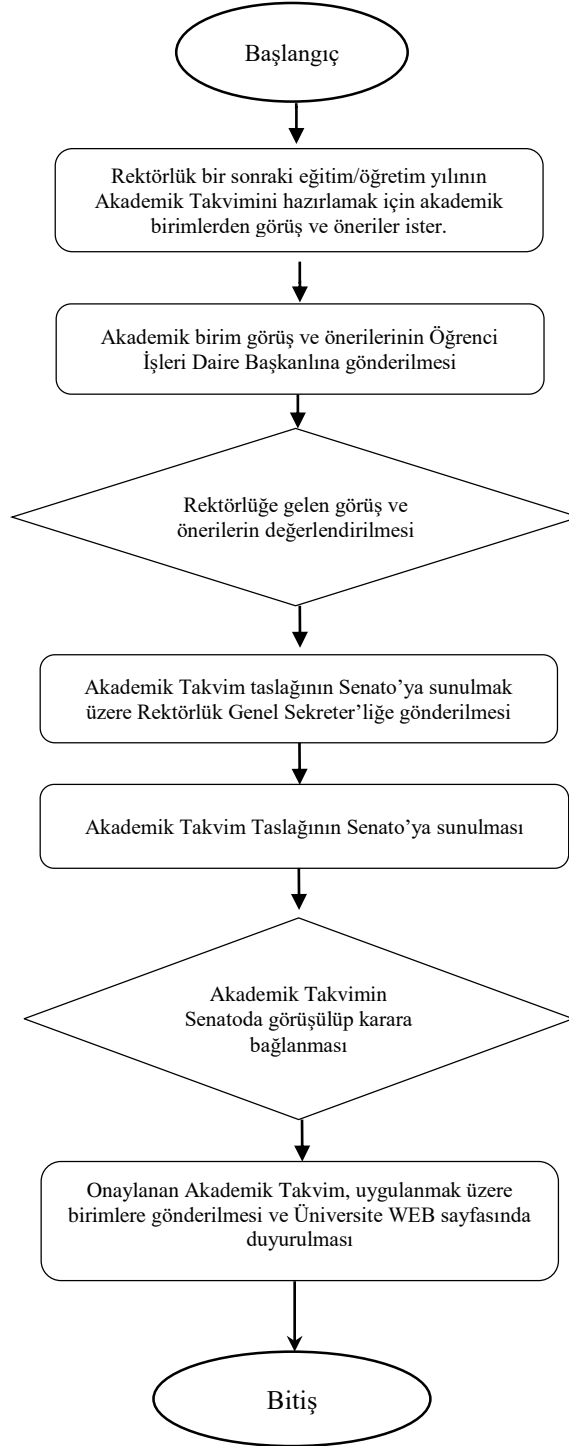 Başlangıç
Rektörlük bir sonraki eğitim/öğretim yılının
Akademik Takvimini hazırlamak için akademik
birimlerden görüş ve öneriler ister.
Akademik birim görüş ve önerilerinin Öğrenci
İşleri Daire Başkanlına gönderilmesi
Rektörlüğe gelen görüş ve
önerilerin değerlendirilmesi
Akademik Takvim taslağının Senato’ya sunulmak
üzere Rektörlük Genel Sekreter’liğe gönderilmesi
Akademik Takvim Taslağının Senato’ya sunulması
Akademik Takvimin
Senatoda görüşülüp karara
bağlanması
Onaylanan Akademik Takvim, uygulanmak üzere
birimlere gönderilmesi ve Üniversite WEB sayfasında
duyurulması
Bitiş